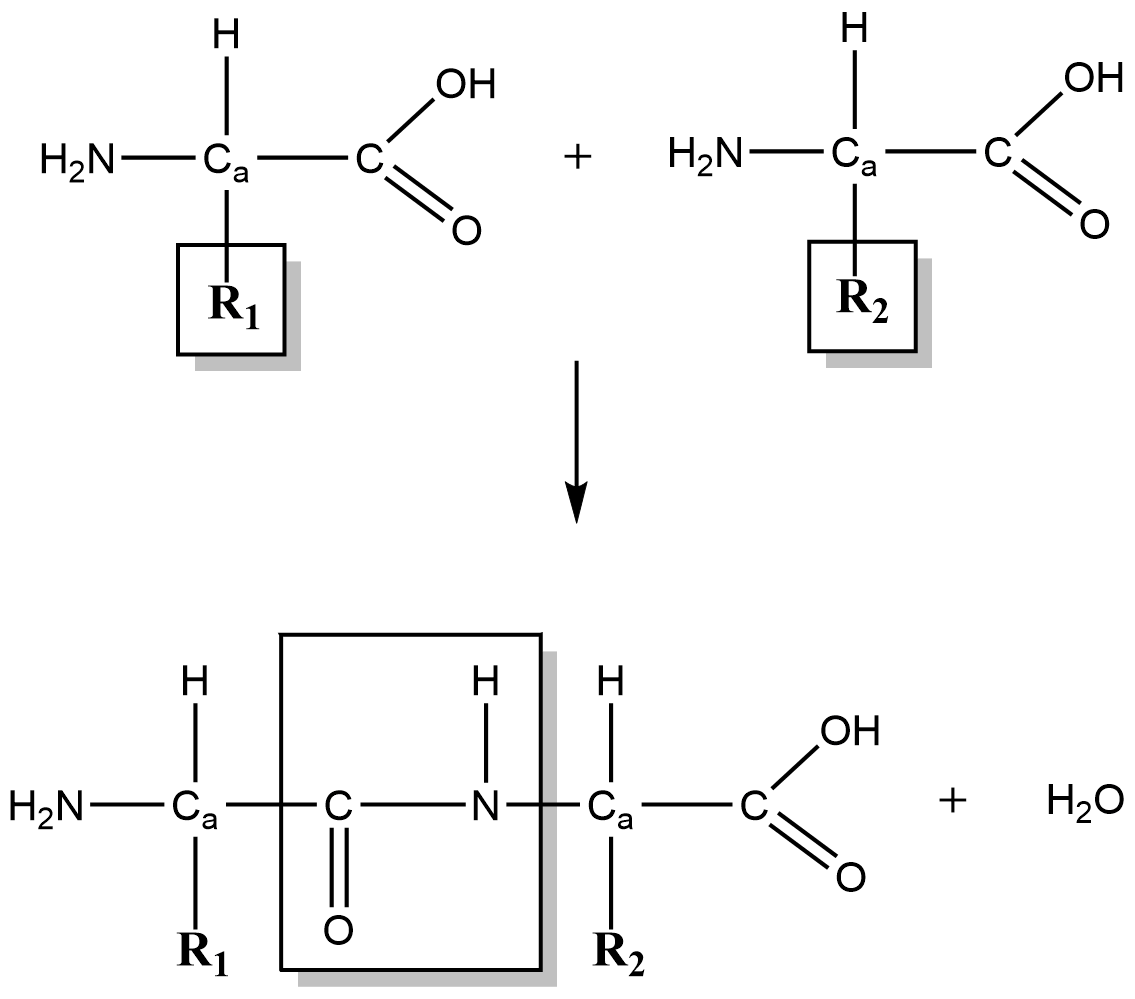 H H
OH OH
H₂N Cₐ C + H₂N Cₐ C
O O
R₁ R₂
H H H
OH
H₂N Cₐ C N Cₐ C + H₂O
O
O
R₁ R₂